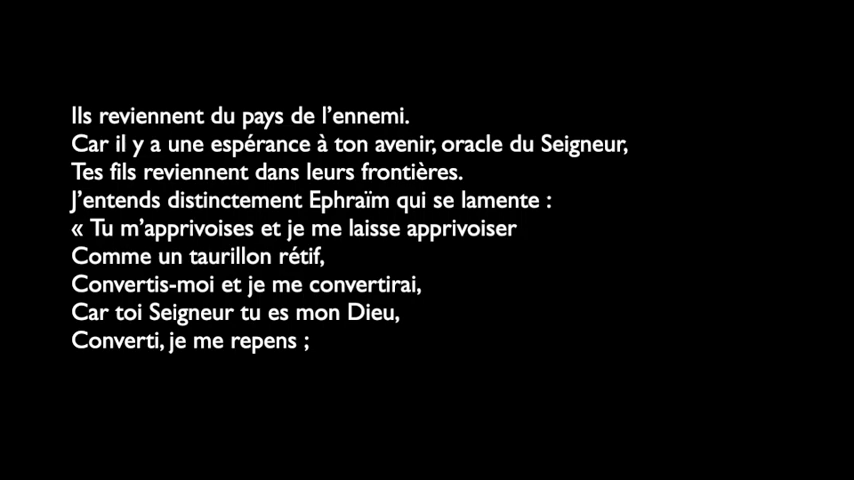 Ils reviennent du pays de l’ennemi.
Car il y a une espérance à ton avenir, oracle du Seigneur,
Tes fils reviennent dans leurs frontières.
J’entends distinctement Ephraïm qui se lamente :
« Tu m’apprivoises et je me laisse apprivoiser
Comme un taurillon rétif,
Convertis-moi et je me convertirai,
Car toi Seigneur tu es mon Dieu,
Converti, je me repens ;